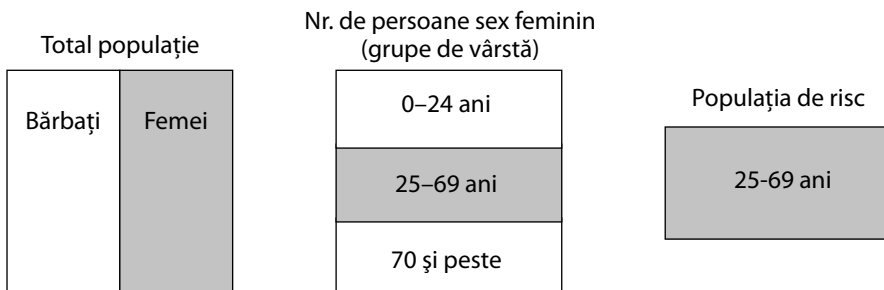 Total populație
Bărbați
Femei
Nr. de persoane sex feminin
(grupe de vârstă)
0–24 ani
25–69 ani
70 şi peste
Populația de risc
25-69 ani